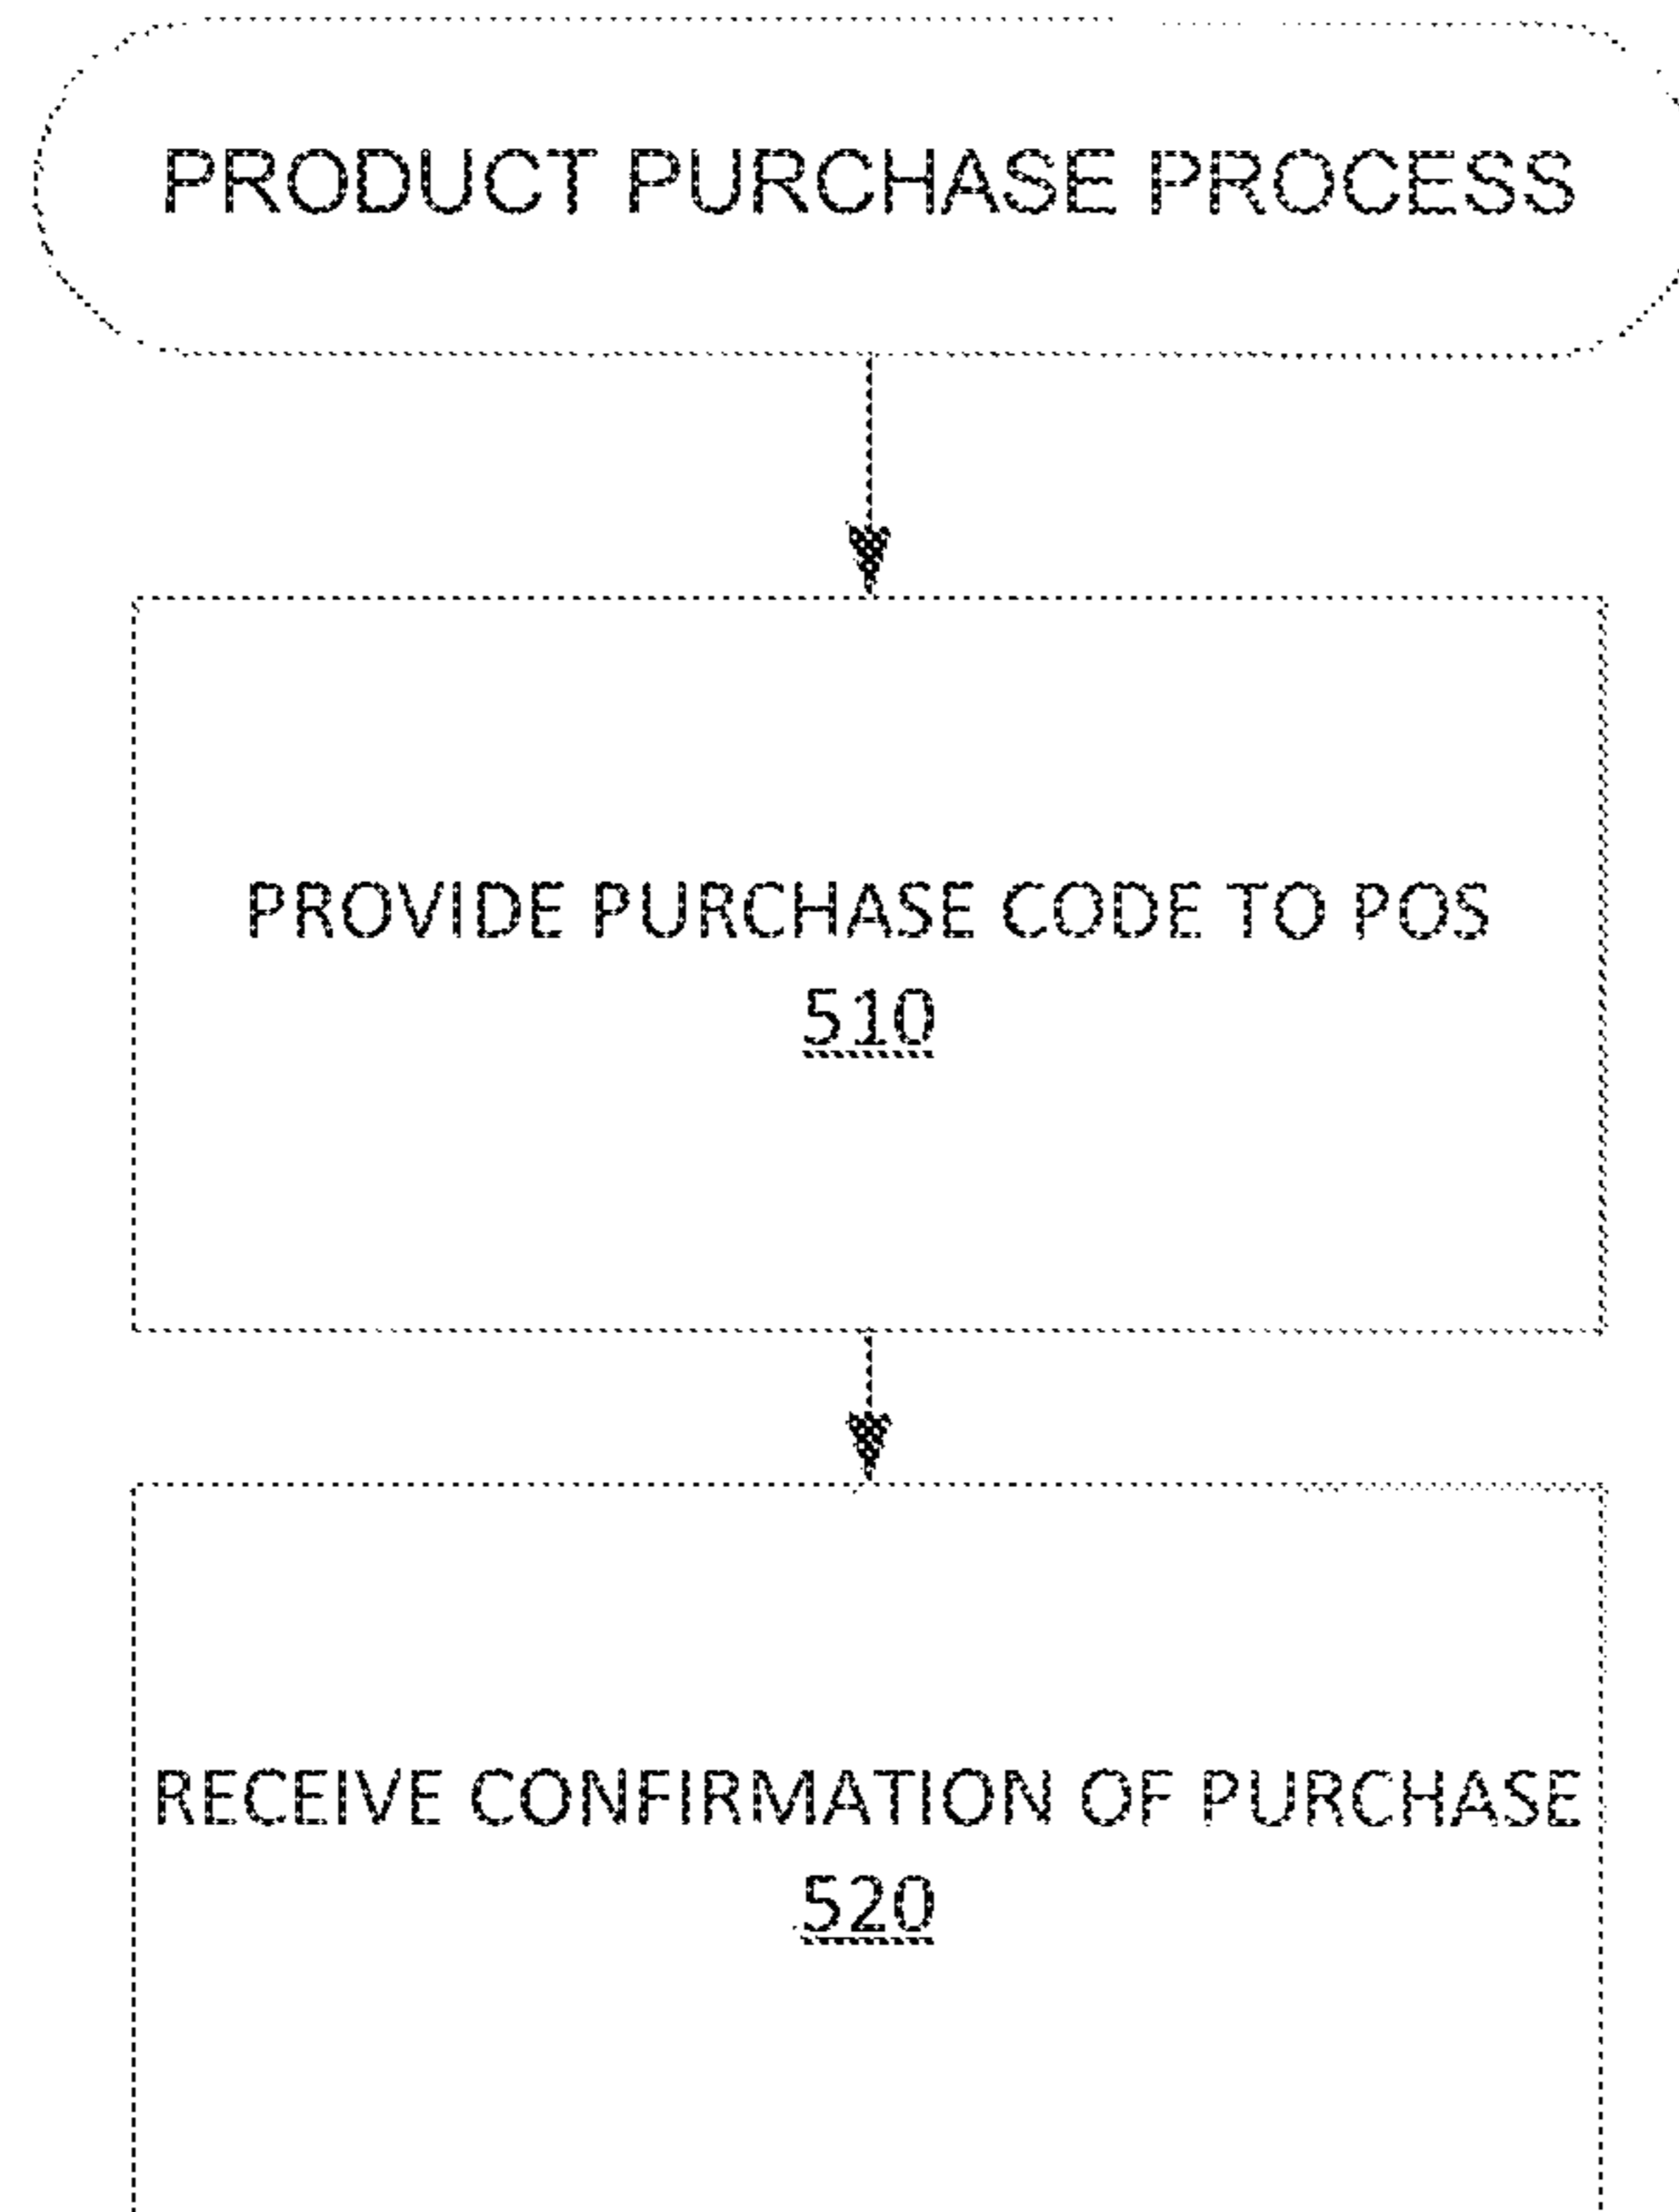 PRODUCT PURCHASE PROCESS
PROVIDE PURCHASE CODE TO POS
510
RECEIVE CONFIRMATION OF PURCHASE
520